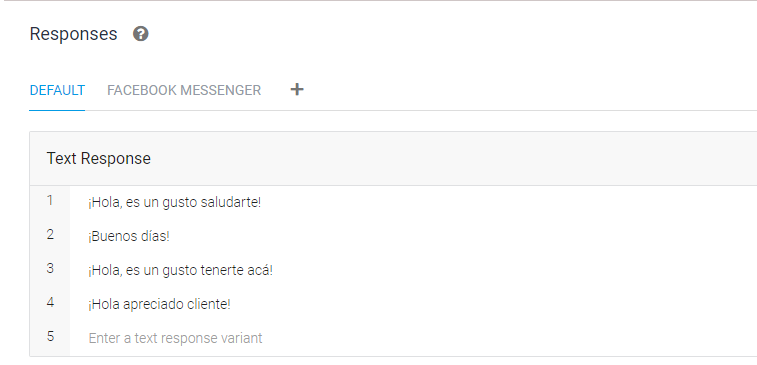 Responses ?
DEFAULT FACEBOOK MESSENGER +
Text Response
1 ¡Hola, es un gusto saludarte!
2 ¡Buenos días!
3 ¡Hola, es un gusto tenerte acá!
4 ¡Hola apreciado cliente!
5 Enter a text response variant